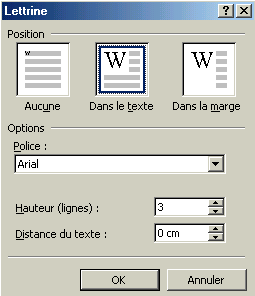 Lettrine
Position
W W W
Aucune Dans le texte Dans la marge
Options
Police :
Arial
Hauteur (lignes) : 3
Distance du texte : 0 cm
OK Annuler